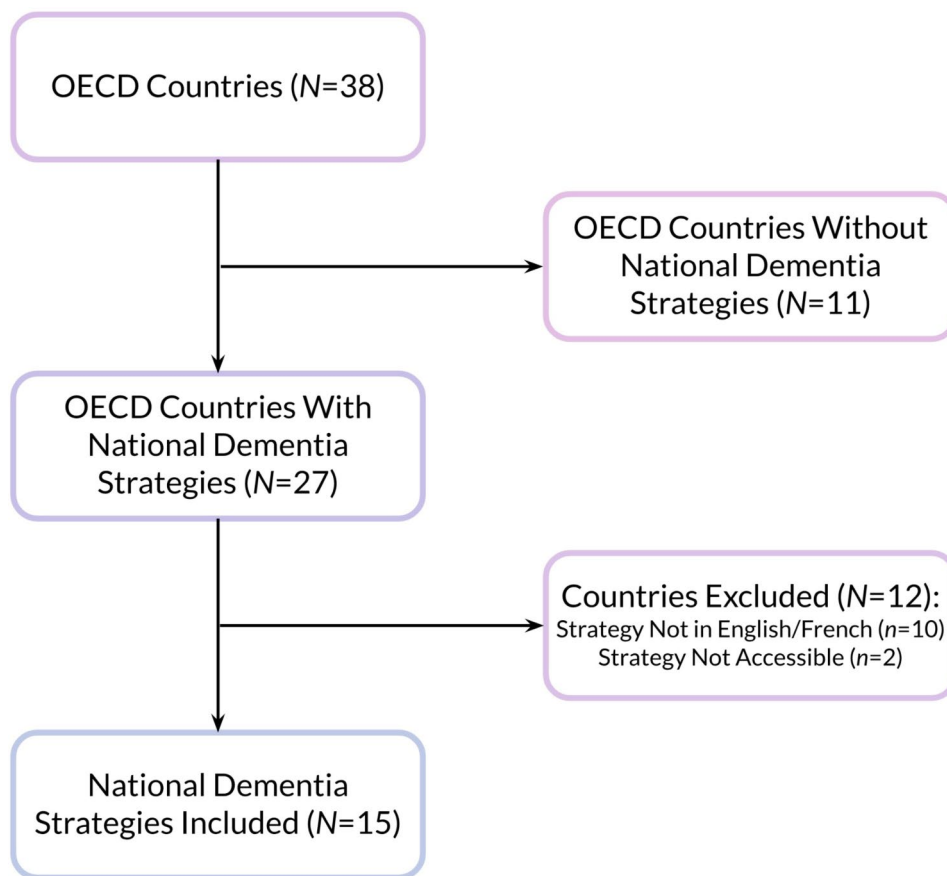 OECD Countries (N=38)
OECD Countries Without
National Dementia
Strategies (N=11)
OECD Countries With
National Dementia
Strategies (N=27)
Countries Excluded (N=12):
Strategy Not in English/French (n=10)
Strategy Not Accessible (n=2)
National Dementia
Strategies Included (N=15)